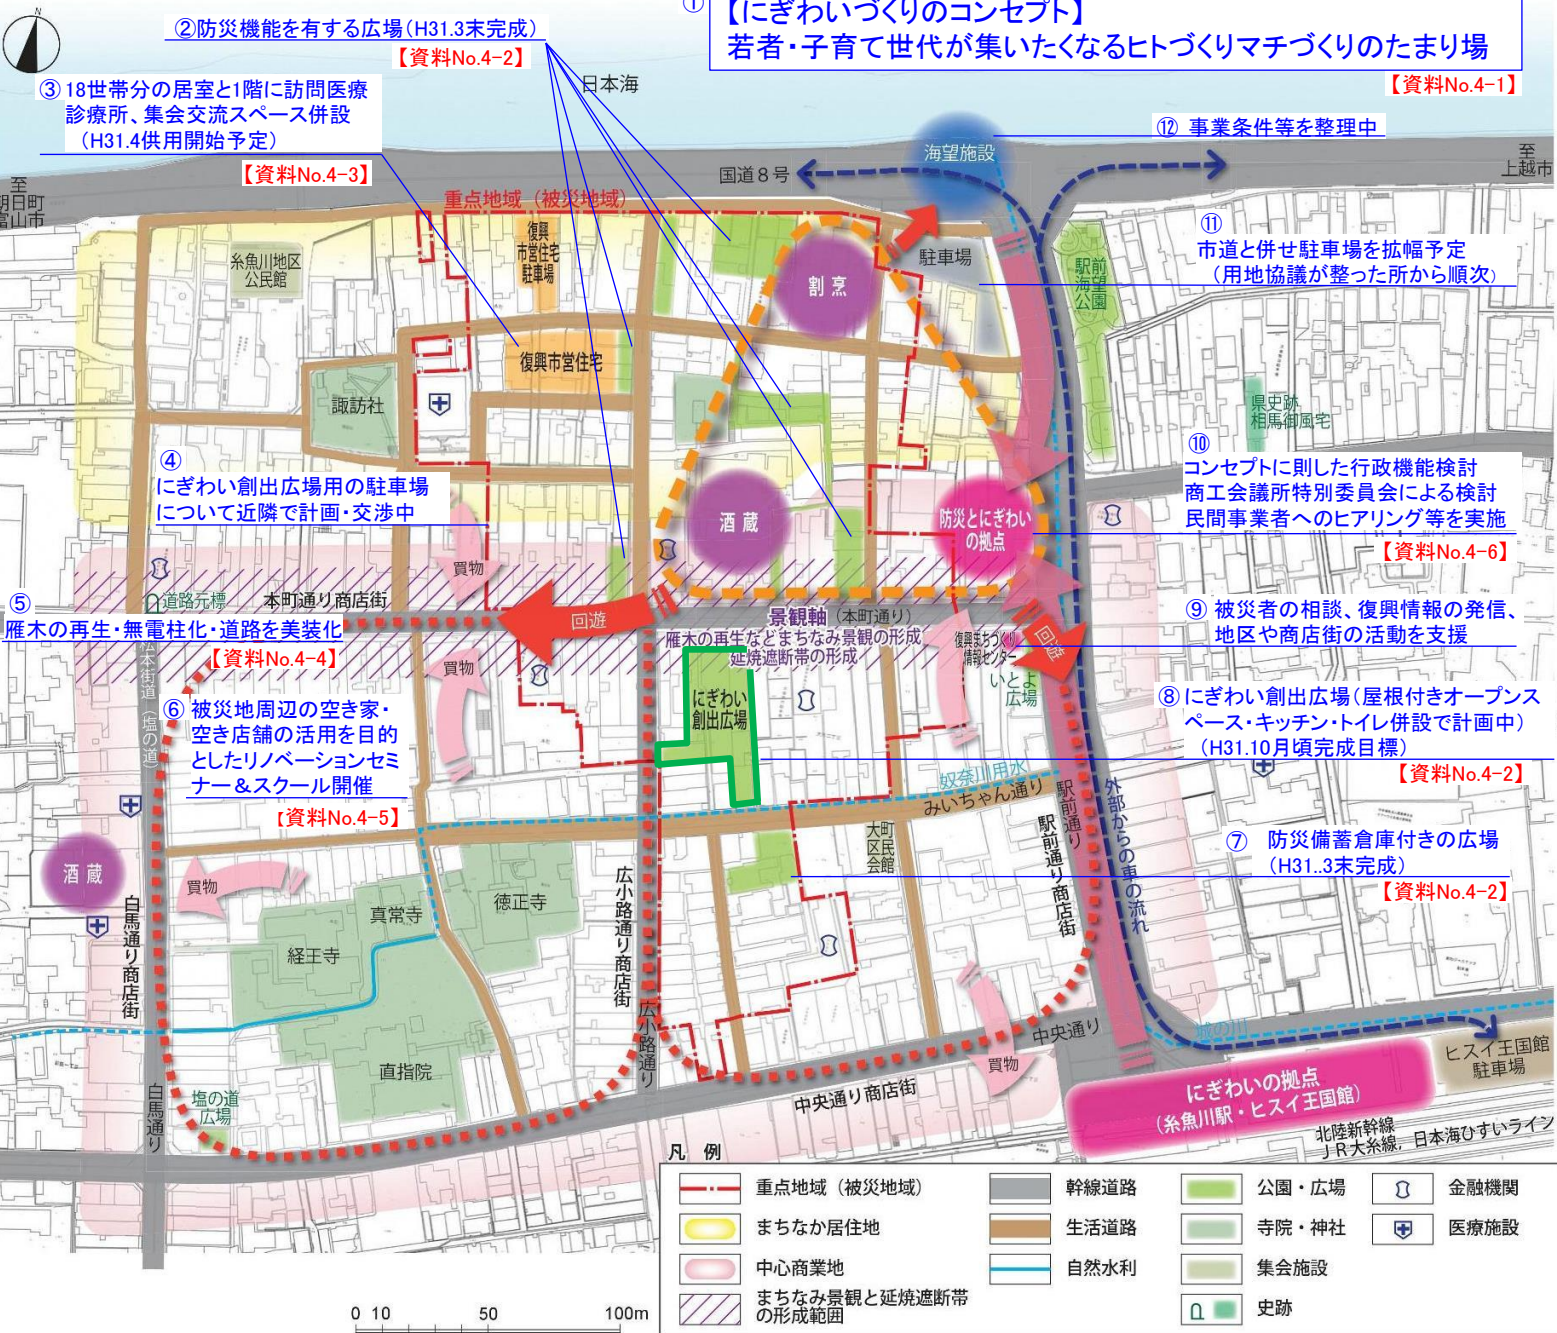 N
①
【にぎわいづくりのコンセプト】
若者・子育て世代が集いたくなるヒトづくりマチづくりのたまり場
【資料No.4-1】
②防災機能を有する広場(H31.3末完成)
【資料No.4-2】
③ 18世帯分の居室と1階に訪問医療
診療所、集会交流スペース併設
（H31.4供用開始予定）
【資料No.4-3】
日本海
⑫ 事業条件等を整理中
海望施設
国道８号
至
上越市
至
朝日町
富山市
重点地域（被災地域）
⑪
市道と併せ駐車場を拡幅予定
（用地協議が整った所から順次）
糸魚川地区
公民館
復興
市営住宅
駐車場
割烹
駐車場
駅前
海望
公園
復興市営住宅
諏訪社
県史跡
相馬御風宅
④
にぎわい創出広場用の駐車場
について近隣で計画・交渉中
⑩
コンセプトに則した行政機能検討
商工会議所特別委員会による検討
民間事業者へのヒアリング等を実施
【資料No.4-6】
酒蔵
防災とにぎわい
の拠点
買物
道路元標
本町通り商店街
⑤
雁木の再生・無電柱化・道路を美装化
【資料No.4-4】
回遊
景観軸（本町通り）
雁木の再生などまちなみ景観の形成
延焼遮断帯の形成
復興まちづくり
情報センター
いとよ
広場
回遊
⑨ 被災者の相談、復興情報の発信、
地区や商店街の活動を支援
松本街道（塩の道）
買物
にぎわい
創出広場
⑥ 被災地周辺の空き家・
空き店舗の活用を目的
としたリノベーションセミ
ナー＆スクール開催
【資料No.4-5】
⑧ にぎわい創出広場（屋根付きオープンス
ペース・キッチン・トイレ併設で計画中）
（H31.10月頃完成目標）
【資料No.4-2】
奴奈川用水
みいちゃん通り
駅前通り
駅前通り商店街
外部からの車の流れ
大町
区民
会館
⑦ 防災備蓄倉庫付きの広場
（H31..3末完成）
【資料No.4-2】
酒蔵
買物
白馬通り商店街
真常寺
徳正寺
経王寺
広小路通り商店街
広小路通り
直指院
塩の道
広場
白馬通り
中央通り
買物
中央通り商店街
城の川
ヒスイ王国館
駐車場
にぎわいの拠点
（糸魚川駅・ヒスイ王国館）
北陸新幹線
ＪＲ大糸線，日本海ひすいライン
凡 例
重点地域（被災地域）
まちなか居住地
中心商業地
まちなみ景観と延焼遮断帯
の形成範囲
幹線道路
生活道路
自然水利
公園・広場
寺院・神社
集会施設
史跡
金融機関
医療施設
0 10 50 100m